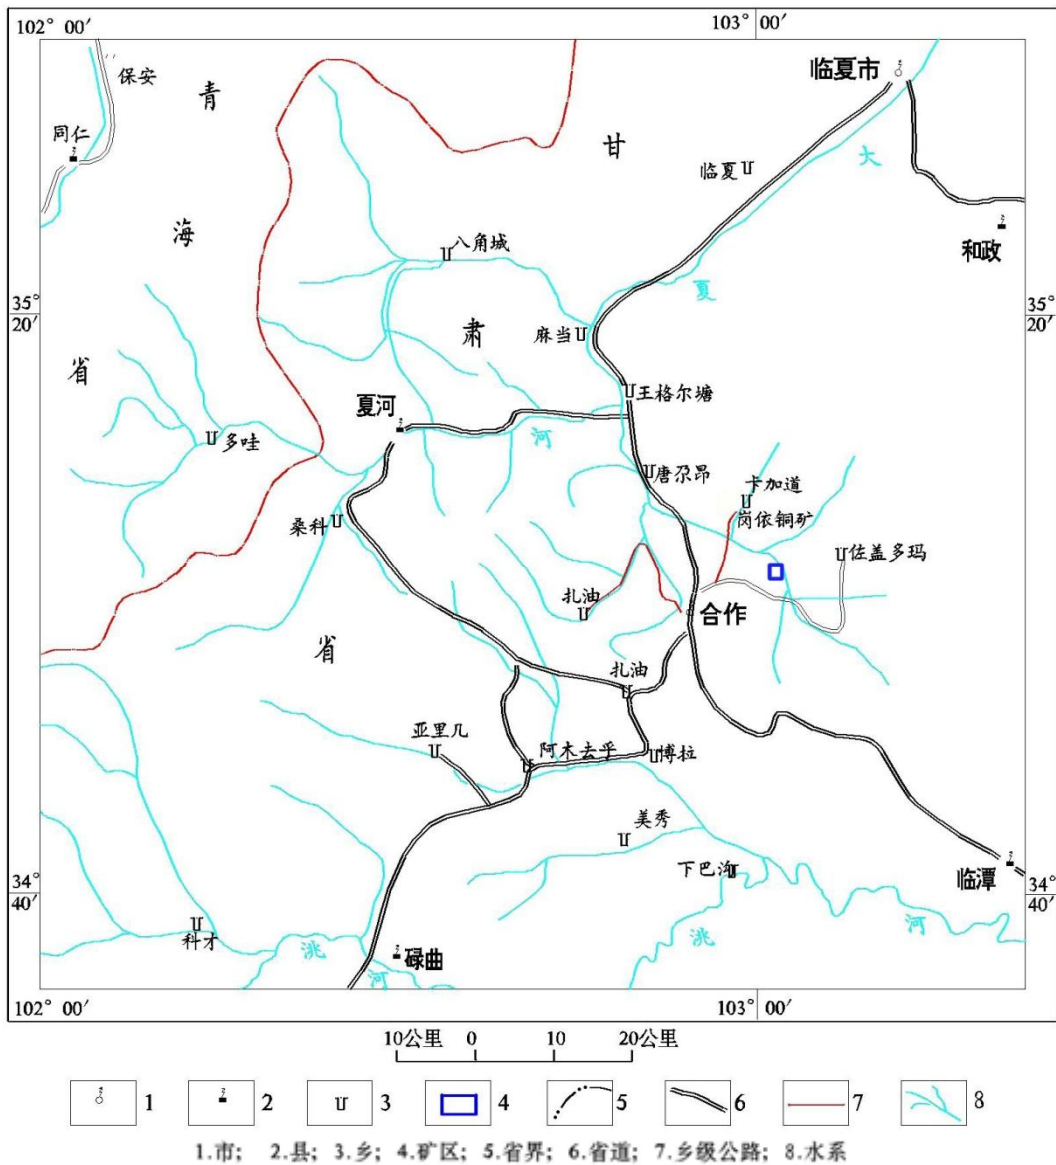 102° 00′
103° 00′
保安
青
临夏市
同仁
甘
临夏
大
海
八角城
和政
夏
35°
20′
35°
20′
肃
麻当
省
王格尔塘
夏河
多哇
河
唐尕昂
卡加道
岗依铜矿
桑科
佐盖多玛
扎油
合作
省
扎油
亚里几
阿木去乎
博拉
美秀
下巴沟
临潭
34°
40′
34°
40′
科才
洮
河
碌曲
洮
河
102° 00′
103° 00′
10公里 0 10 20公里
1 2 3 4 5 6 7 8
1.市; 2.县; 3.乡; 4.矿区; 5.省界; 6.省道; 7.乡级公路; 8.水系